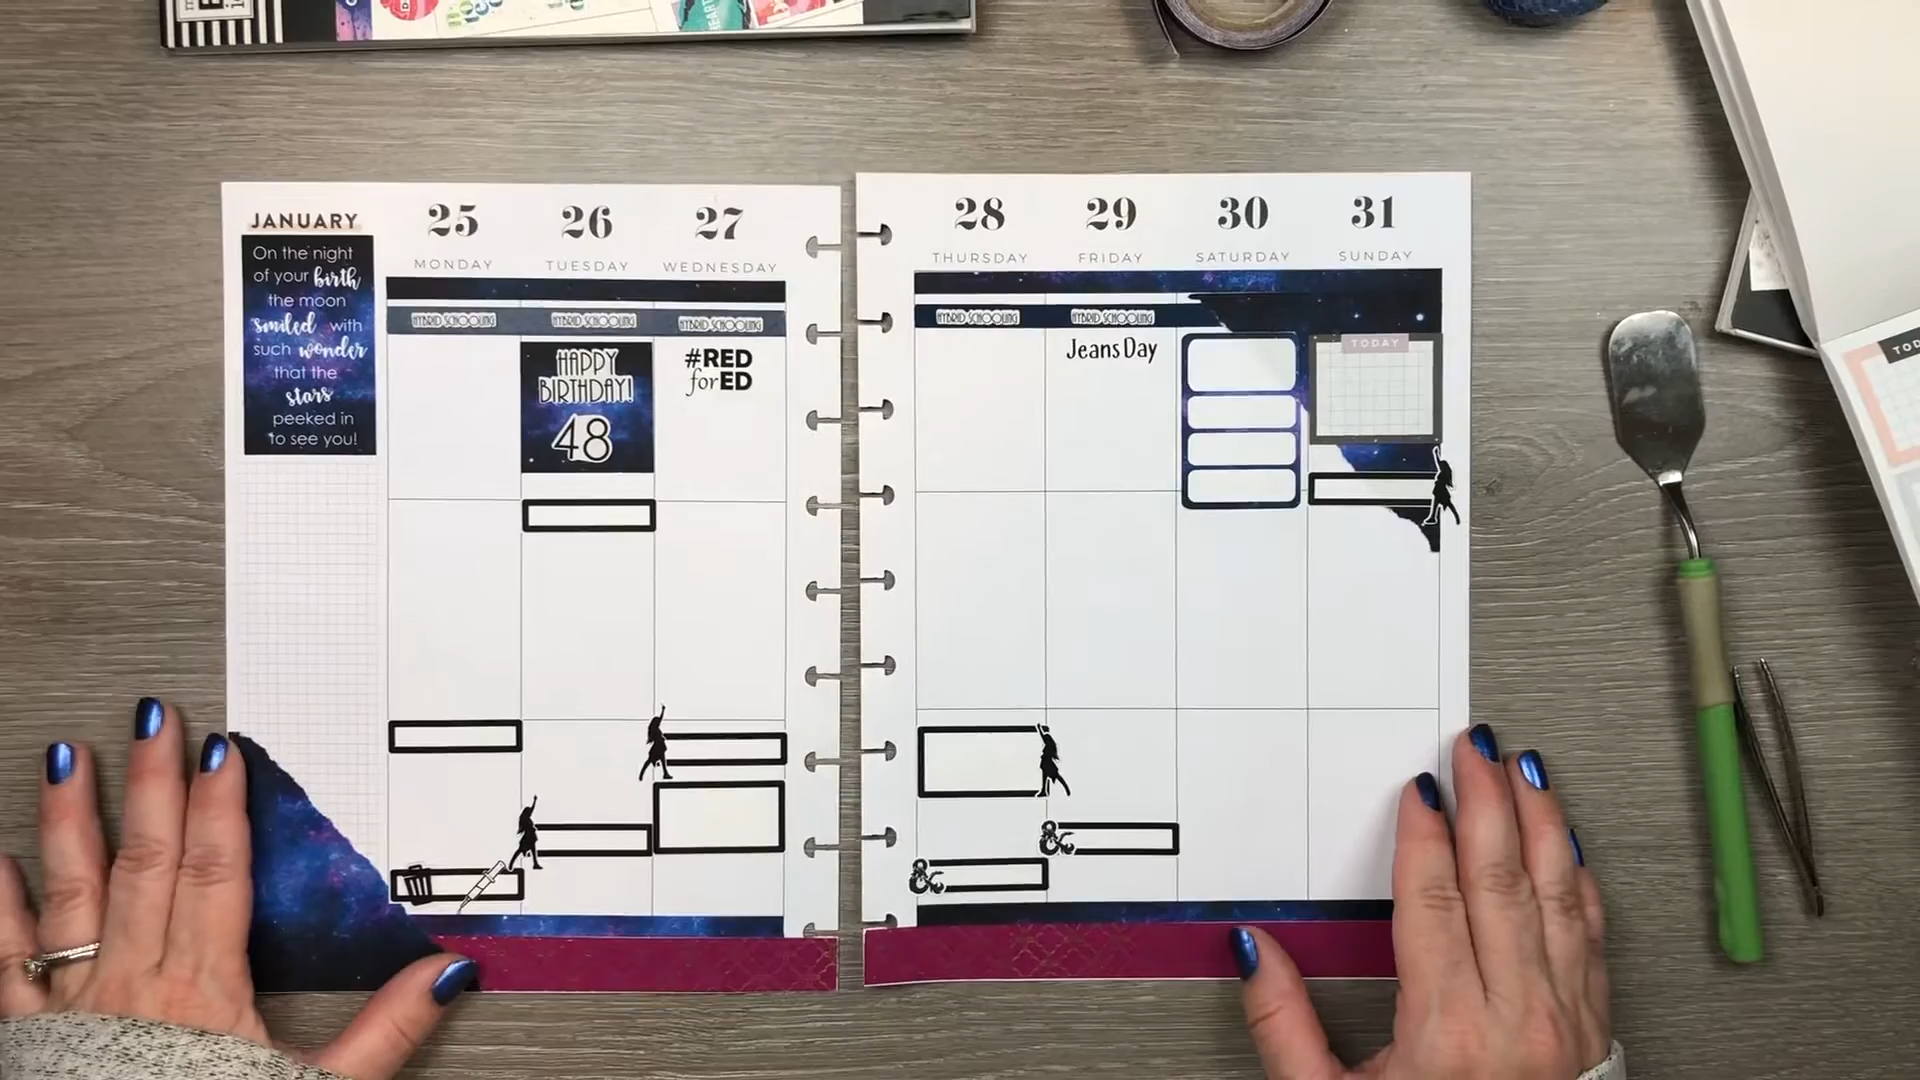 JANUARY
On the night
of your birth
the moon
smiled with
such wonder
that the
stars
peeked in
to see you!
25
MONDAY
HYBRID SCHOOLING
26
TUESDAY
HYBRID SCHOOLING
HAPPY
BIRTHDAY!
48
27
WEDNESDAY
HYBRID SCHOOLING
#RED
forED
28
THURSDAY
HYBRID SCHOOLING
29
FRIDAY
HYBRID SCHOOLING
Jeans Day
30
SATURDAY
31
SUNDAY
TODAY